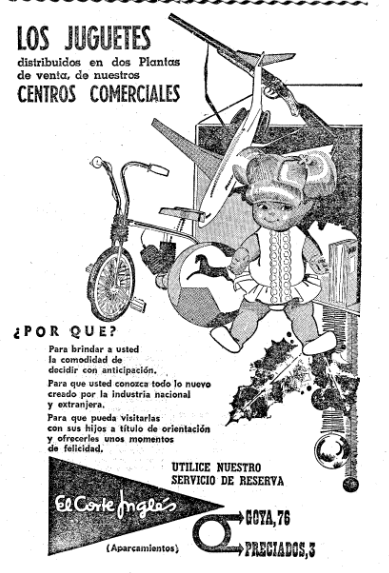 LOS JUGUETES
distribuidos en dos Plantas
de venta, de nuestros
CENTROS COMERCIALES
¿POR QUE?
Para brindar a usted
la comodidad de
decidir con anticipación.
Para que usted conozca todo lo nuevo
creado por la industria nacional
y extranjera.
Para que pueda visitarlas
con sus hijos a título de orientación
y ofrecerles unos momentos
de felicidad.
UTILICE NUESTRO
SERVICIO DE RESERVA
El Corte Inglés
GOYA, 76
(Aparcamientos)
PRECIADOS, 3